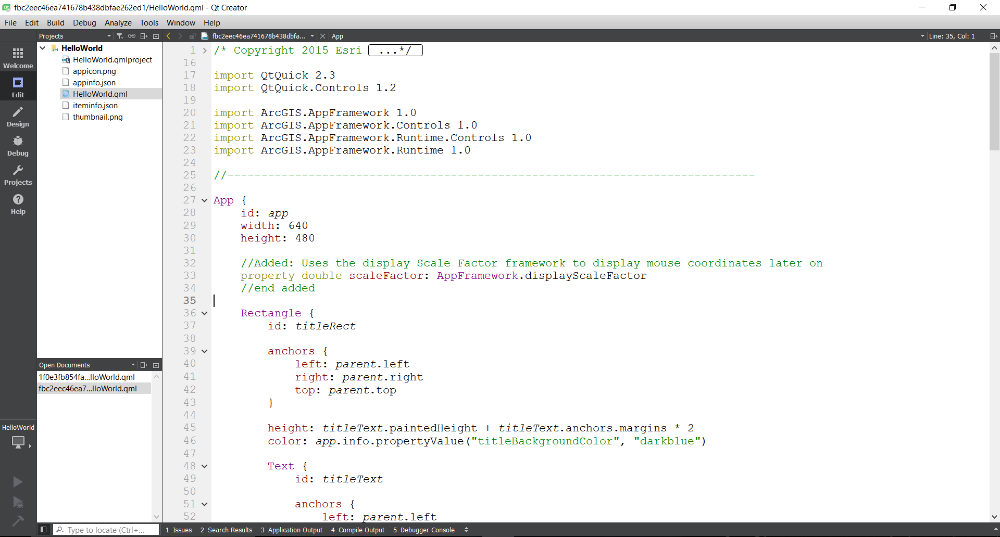 fbc2eec46ea741678b438dbfae262ed1/HelloWorld.qml - Qt Creator
File Edit Build Debug Analyze Tools Window Help
Projects
fbc2eec46ea741678b438dbfa...
App
Line: 35, Col: 1
Welcome
Edit
Design
Debug
Projects
Help
HelloWorld
HelloWorld
HelloWorld.qmlproject
appicon.png
appinfo.json
HelloWorld.qml
iteminfo.json
thumbnail.png
Open Documents
1f0e3fb854fa...lloWorld.qml
fbc2eec46ea7...lloWorld.qml
1 /* Copyright 2015 Esri ...*/
16
17 import QtQuick 2.3
18 import QtQuick.Controls 1.2
19
20 import ArcGIS.AppFramework 1.0
21 import ArcGIS.AppFramework.Controls 1.0
22 import ArcGIS.AppFramework.Runtime.Controls 1.0
23 import ArcGIS.AppFramework.Runtime 1.0
24
25 //------------------------------------------------------------------------------
26
27 App {
28 id: app
29 width: 640
30 height: 480
31
32 //Added: Uses the display Scale Factor framework to display mouse coordinates later on
33 property double scaleFactor: AppFramework.displayScaleFactor
34 //end added
35
36 Rectangle {
37 id: titleRect
38
39 anchors {
40 left: parent.left
41 right: parent.right
42 top: parent.top
43 }
44
45 height: titleText.paintedHeight + titleText.anchors.margins * 2
46 color: app.info.propertyValue("titleBackgroundColor", "darkblue")
47
48 Text {
49 id: titleText
50
51 anchors {
52 left: parent.left
Type to locate (Ctrl+...
1 Issues 2 Search Results 3 Application Output 4 Compile Output 5 Debugger Console